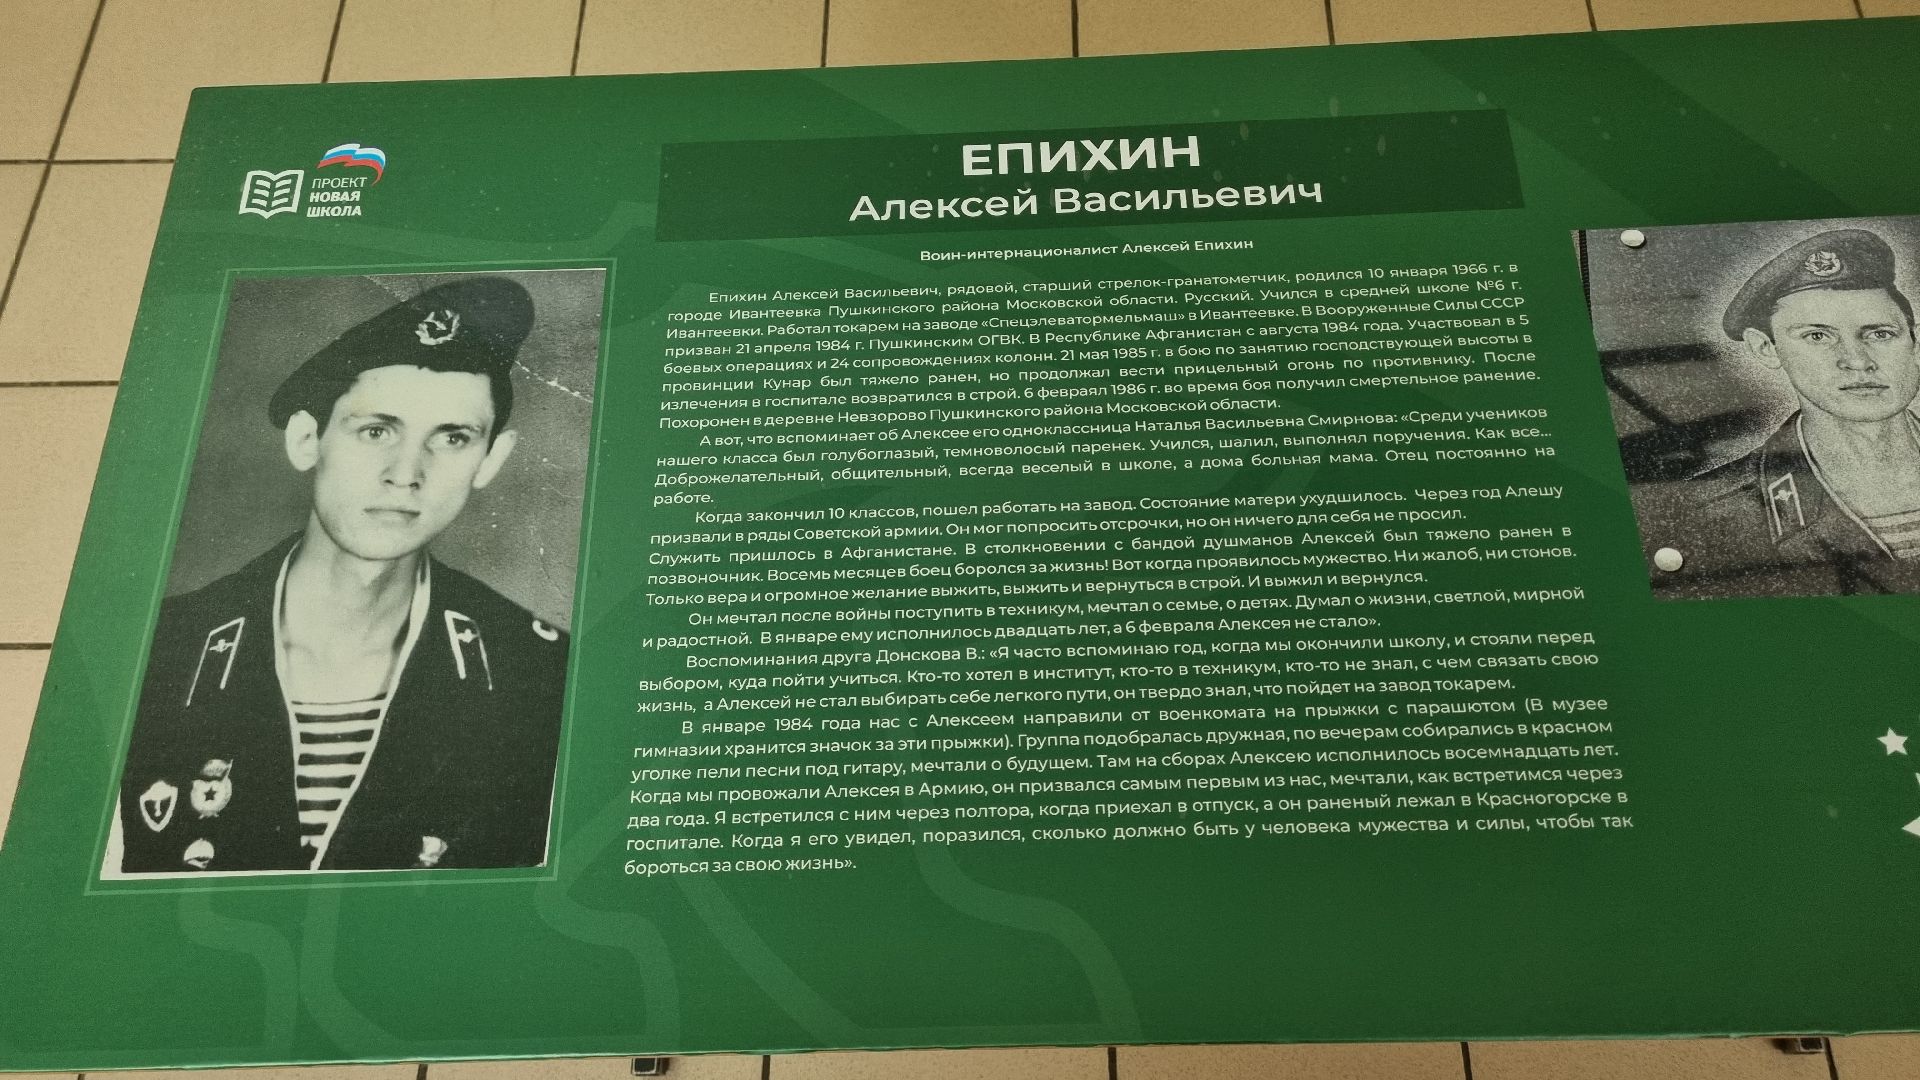 ПРОЕКТ
НОВАЯ
ШКОЛА
ЕПИХИН
Алексей Васильевич
Воин-интернационалист Алексей Епихин
Епихин Алексей Васильевич, рядовой, старший стрелок-гранатометчик, родился 10 января 1966 г. в
городе Ивантеевка Пушкинского района Московской области. Русский. Учился в средней школе №6 г.
Ивантеевки. Работал токарем на заводе «Спецэлеватормельмаш» в Ивантеевке. В Вооруженные Силы СССР
призван 21 апреля 1984 г. Пушкинским ОГВК. В Республике Афганистан с августа 1984 года. Участвовал в 5
боевых операциях и 24 сопровождениях колонн. 21 мая 1985 г. в бою по занятию господствующей высоты в
провинции Кунар был тяжело ранен, но продолжал вести прицельный огонь по противнику. После
излечения в госпитале возвратился в строй. 6 февраял 1986 г. во время боя получил смертельное ранение.
Похоронен в деревне Невзорово Пушкинского района Московской области.
А вот, что вспоминает об Алексее его одноклассница Наталья Васильевна Смирнова: «Среди учеников
нашего класса был голубоглазый, темноволосый паренек. Учился, шалил, выполнял поручения. Как все...
Доброжелательный, общительный, всегда веселый в школе, а дома больная мама. Отец постоянно на
работе.
Когда закончил 10 классов, пошел работать на завод. Состояние матери ухудшилось. Через год Алешу
призвали в ряды Советской армии. Он мог попросить отсрочки, но он ничего для себя не просил.
Служить пришлось в Афганистане. В столкновении с бандой душманов Алексей был тяжело ранен в
позвоночник. Восемь месяцев боец боролся за жизнь! Вот когда проявилось мужество. Ни жалоб, ни стонов.
Только вера и огромное желание выжить, выжить и вернуться в строй. И выжил и вернулся.
Он мечтал после войны поступить в техникум, мечтал о семье, о детях. Думал о жизни, светлой, мирной
и радостной. В январе ему исполнилось двадцать лет, а 6 февраля Алексея не стало».
Воспоминания друга Донскова В.: «Я часто вспоминаю год, когда мы окончили школу, и стояли перед
выбором, куда пойти учиться. Кто-то хотел в институт, кто-то в техникум, кто-то не знал, с чем связать свою
жизнь, а Алексей не стал выбирать себе легкого пути, он твердо знал, что пойдет на завод токарем.
В январе 1984 года нас с Алексеем направили от военкомата на прыжки с парашютом (В музее
гимназии хранится значок за эти прыжки). Группа подобралась дружная, по вечерам собирались в красном
уголке пели песни под гитару, мечтали о будущем. Там на сборах Алексею исполнилось восемнадцать лет.
Когда мы провожали Алексея в Армию, он призвался самым первым из нас, мечтали, как встретимся через
два года. Я встретился с ним через полтора, когда приехал в отпуск, а он раненый лежал в Красногорске в
госпитале. Когда я его увидел, поразился, сколько должно быть у человека мужества и силы, чтобы так
бороться за свою жизнь».